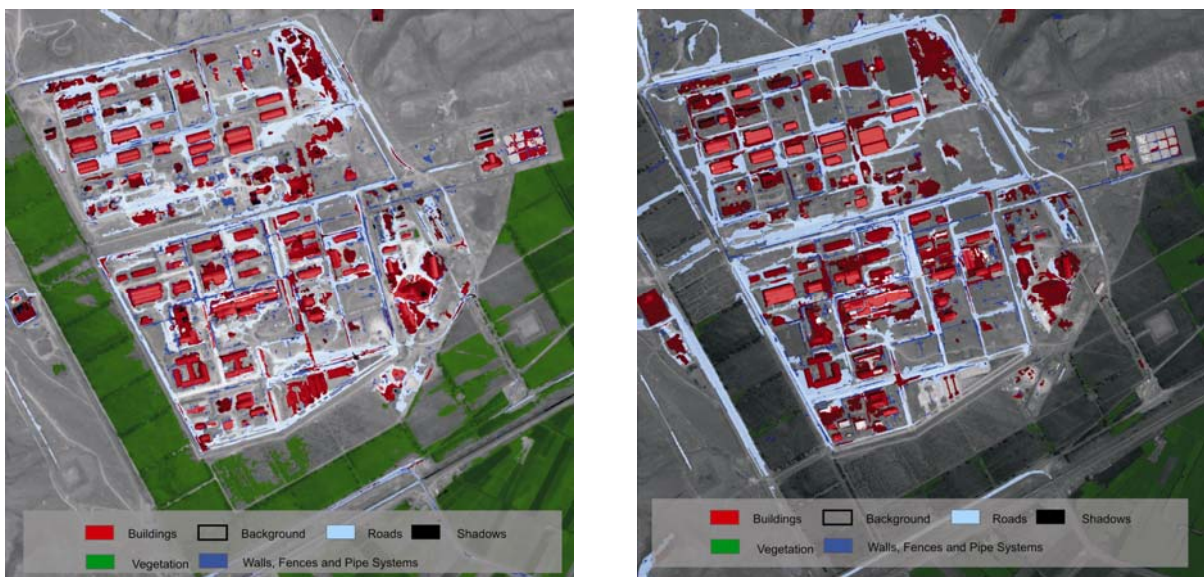 Buildings Background Roads Shadows
Vegetation Walls, Fences and Pipe Systems
Buildings Background Roads Shadows
Vegetation Walls, Fences and Pipe Systems